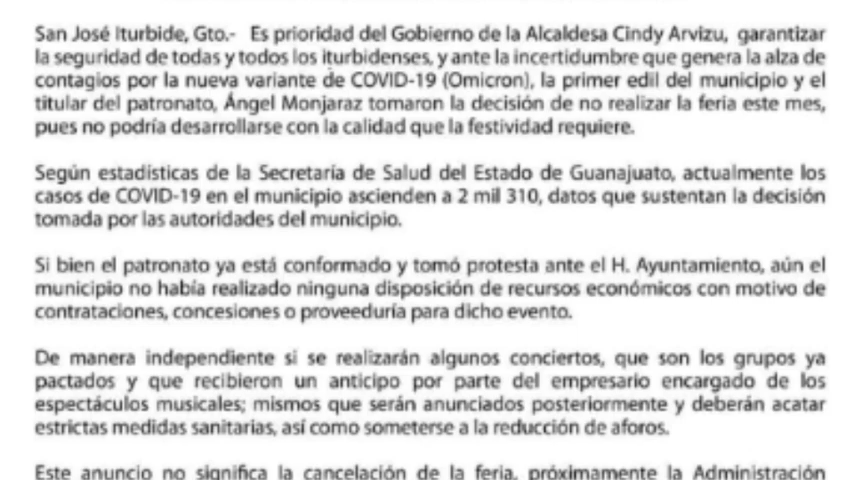 San José Iturbide, Gto.- Es prioridad del Gobierno de la Alcaldesa Cindy Arvizu, garantizar
la seguridad de todas y todos los iturbidenses, y ante la incertidumbre que genera la alza de
contagios por la nueva variante de COVID-19 (Omicron), la primer edil del municipio y el
titular del patronato, Ángel Monjaraz tomaron la decisión de no realizar la feria este mes,
pues no podría desarrollarse con la calidad que la festividad requiere.
Según estadísticas de la Secretaría de Salud del Estado de Guanajuato, actualmente los
casos de COVID-19 en el municipio ascienden a 2 mil 310, datos que sustentan la decisión
tomada por las autoridades del municipio.
Si bien el patronato ya está conformado y tomó protesta ante el H. Ayuntamiento, aún el
municipio no había realizado ninguna disposición de recursos económicos con motivo de
contrataciones, concesiones o proveeduría para dicho evento.
De manera independiente si se realizarán algunos conciertos, que son los grupos ya
pactados y que recibieron un anticipo por parte del empresario encargado de los
espectáculos musicales; mismos que serán anunciados posteriormente y deberán acatar
estrictas medidas sanitarias, así como someterse a la reducción de aforos.
Este anuncio no significa la cancelación de la feria, próximamente la Administración